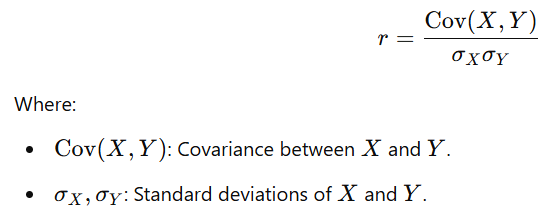 r = Cov(X, Y) / σ_X σ_Y
Where:
• Cov(X, Y): Covariance between X and Y.
• σ_X, σ_Y: Standard deviations of X and Y.